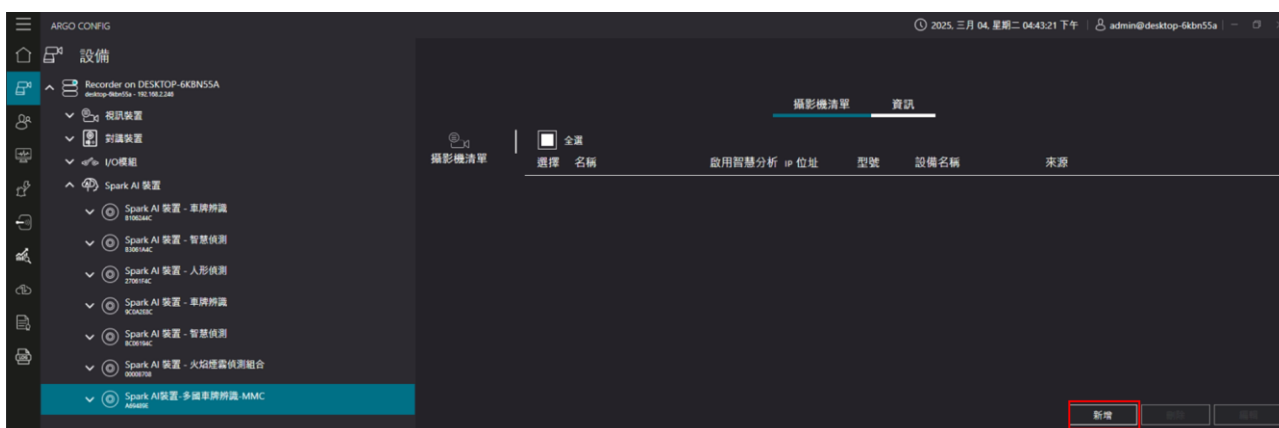 ARGO CONFIG
2025, 三月 04, 星期二 04:43:21 下午
admin@desktop-6kbn55a
設備
Recorder on DESKTOP-6KBN55A
desktop-6kbn55a - 192.168.2.248
視訊裝置
對講裝置
I/O模組
Spark AI 裝置
Spark AI 裝置 - 車牌辨識
Spark AI 裝置 - 智慧偵測
Spark AI 裝置 - 人形偵測
Spark AI 裝置 - 車牌辨識
Spark AI 裝置 - 智慧偵測
Spark AI 裝置 - 火焰煙霧偵測組合
00006708
Spark AI裝置-多國車牌辨識-MMC
攝影機清單
攝影機清單 資訊
全選
選擇 名稱 啟用智慧分析 IP 位址 型號 設備名稱 來源
新增